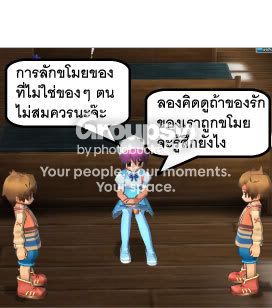 การลักขโมยของ
ที่ไม่ใช่ของๆ ตน
ไม่สมควรนะจ๊ะ
ลองคิดดูถ้าของรัก
ของเราถูกขโมย
จะรู้สึกยังไง
by photobucket
Your people, your moments.
Your space.